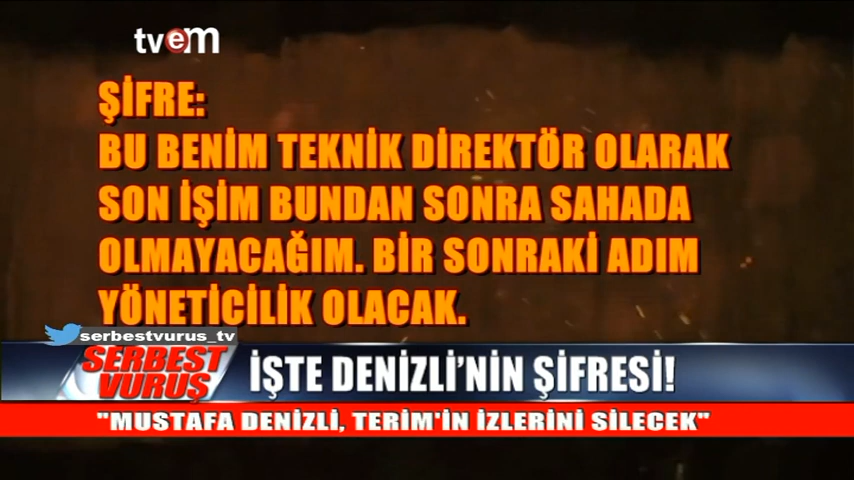 tvem
ŞİFRE:
BU BENİM TEKNİK DİREKTÖR OLARAK
SON İŞİM BUNDAN SONRA SAHADA
OLMAYACAĞIM. BİR SONRAKİ ADIM
YÖNETİCİLİK OLACAK.
serbestvurus_tv
SERBEST
VURUŞ
İŞTE DENİZLİ'NİN ŞİFRESİ!
"MUSTAFA DENİZLİ, TERİM'İN İZLERİNİ SİLECEK"